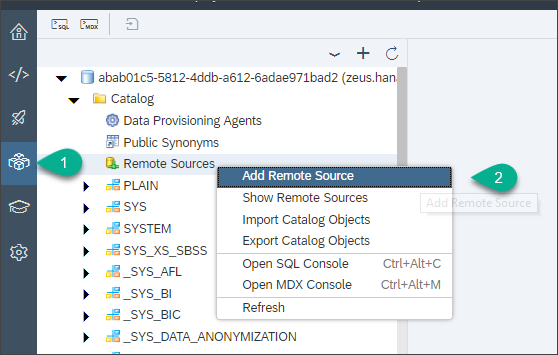 SQL MDX
abab01c5-5812-4ddb-a612-6adae971bad2 (zeus.hana
Catalog
Data Provisioning Agents
Public Synonyms
1
Remote Sources
Add Remote Source
2
PLAIN
Show Remote Sources
Add Remote Source
SYS
Import Catalog Objects
SYSTEM
Export Catalog Objects
_SYS_XS_SBSS
_SYS_AFL
Open SQL Console Ctrl+Alt+C
_SYS_BI
Open MDX Console Ctrl+Alt+M
_SYS_BIC
Refresh
_SYS_DATA_ANONYMIZATION